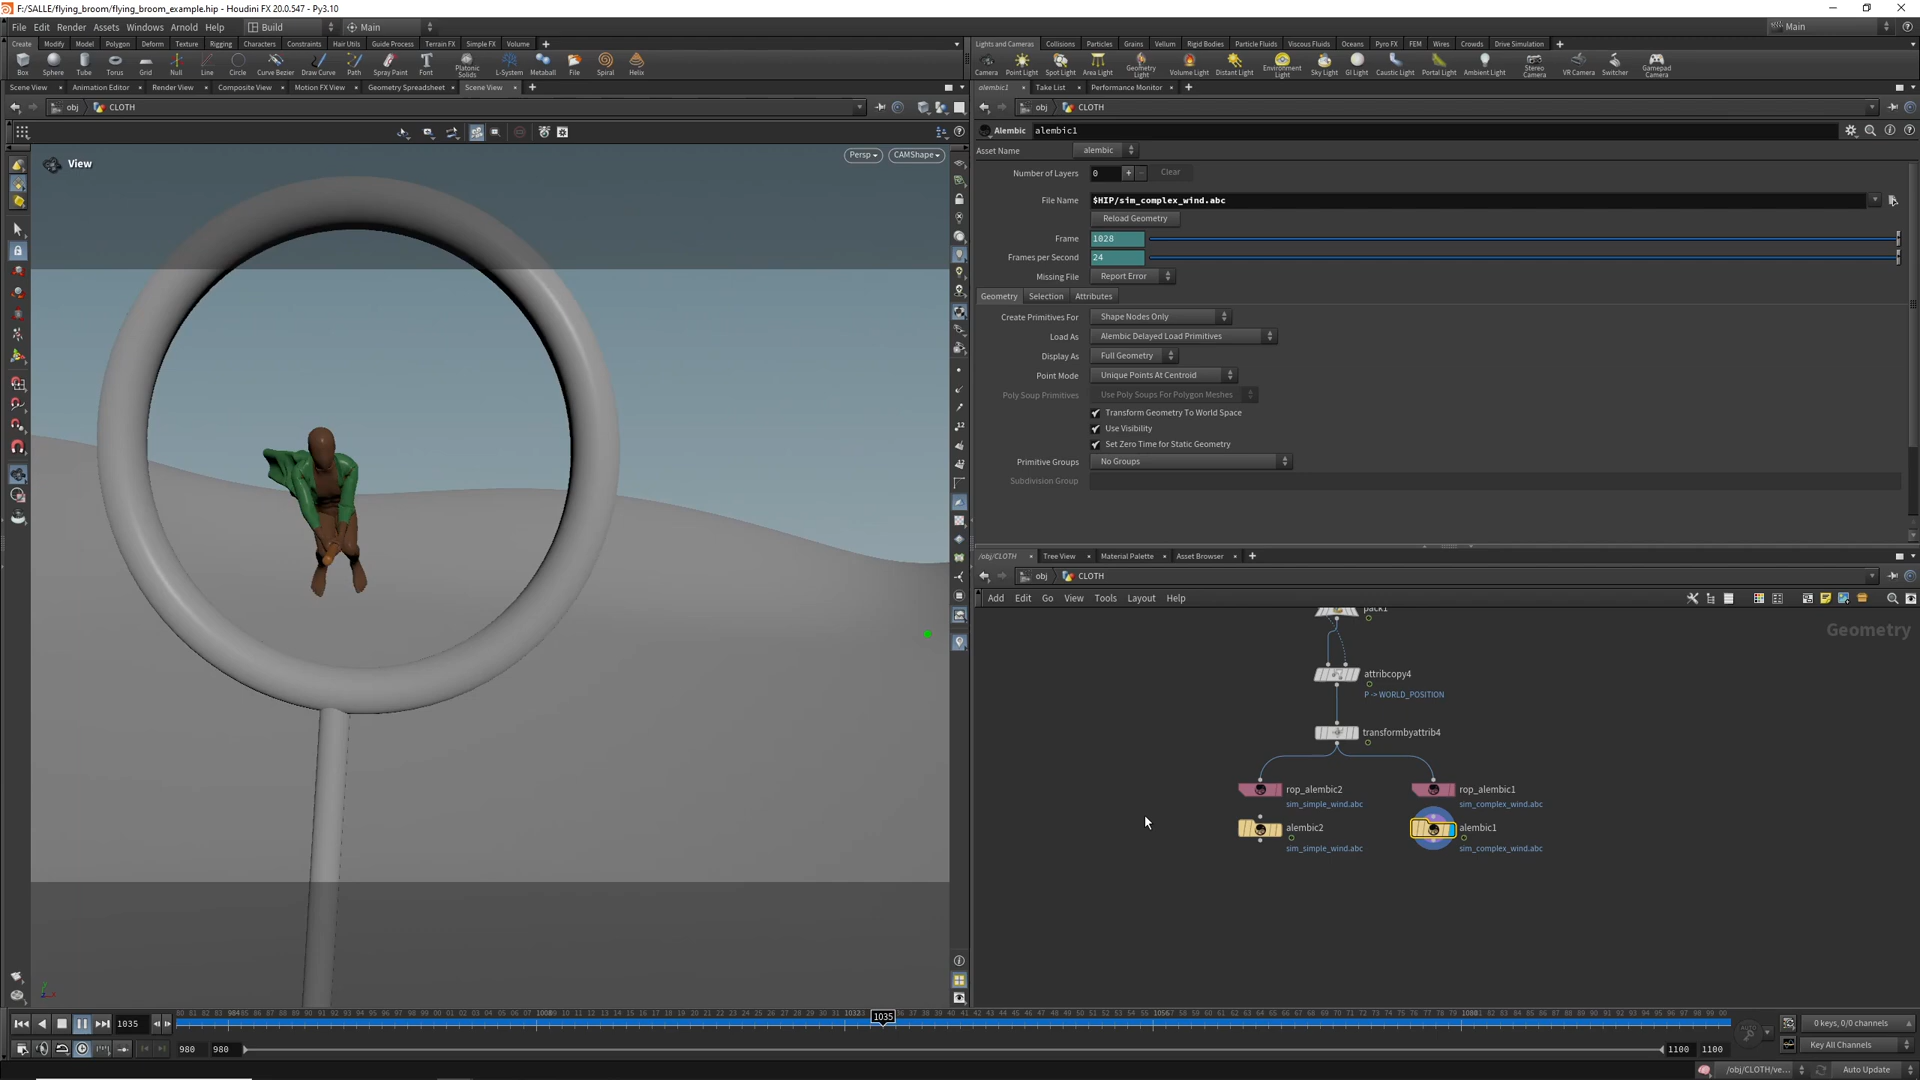 F:/SALLE/flying_broom/flying_broom_example.hip - Houdini FX 20.0.547 - Py3.10
File Edit Render Assets Windows Arnold Help Build Main Main
Create Modify Model Polygon Deform Texture Rigging Characters Constraints Hair Utils Guide Process Terrain FX Simple FX Volume
Lights and Cameras Collisions Particles Grains Vellum Rigid Bodies Particle Fluids Viscous Fluids Oceans Pyro FX FEM Wires Crowds Drive Simulation
Box Sphere Tube Torus Grid Null Line Circle Curve Bezier Draw Curve Path Spray Paint Font Platonic Solids L-System Metaball File Spiral Helix
Camera Point Light Spot Light Area Light Geometry Light Volume Light Distant Light Environment Light Sky Light GI Light Caustic Light Portal Light Ambient Light Stereo Camera VR Camera Switcher Gamepad Camera
Scene View Animation Editor Render View Composite View Motion FX View Geometry Spreadsheet Scene View
alembic1 Take List Performance Monitor
obj CLOTH
obj CLOTH
Alembic alembic1
Asset Name alembic
View
Persp CAMShape
Number of Layers 0 Clear
File Name $HIP/sim_complex_wind.abc
Reload Geometry
Frame 1028
Frames per Second 24
Missing File Report Error
Geometry Selection Attributes
Create Primitives For Shape Nodes Only
Load As Alembic Delayed Load Primitives
Display As Full Geometry
Point Mode Unique Points At Centroid
Poly Soup Primitives Use Poly Soups For Polygon Meshes
Transform Geometry To World Space
Use Visibility
Set Zero Time for Static Geometry
Primitive Groups No Groups
Subdivision Group
/obj/CLOTH Tree View Material Palette Asset Browser
obj CLOTH
Add Edit Go View Tools Layout Help
pack1
Geometry
attribcopy4
P -> WORLD_POSITION
transformbyattrib4
rop_alembic2
sim_simple_wind.abc
rop_alembic1
sim_complex_wind.abc
alembic2
sim_simple_wind.abc
alembic1
sim_complex_wind.abc
1035
984 1008 1032 1035 1056 1080
980 980 1100 1100
0 keys, 0/0 channels
Key All Channels
/obj/CLOTH/ve... Auto Update